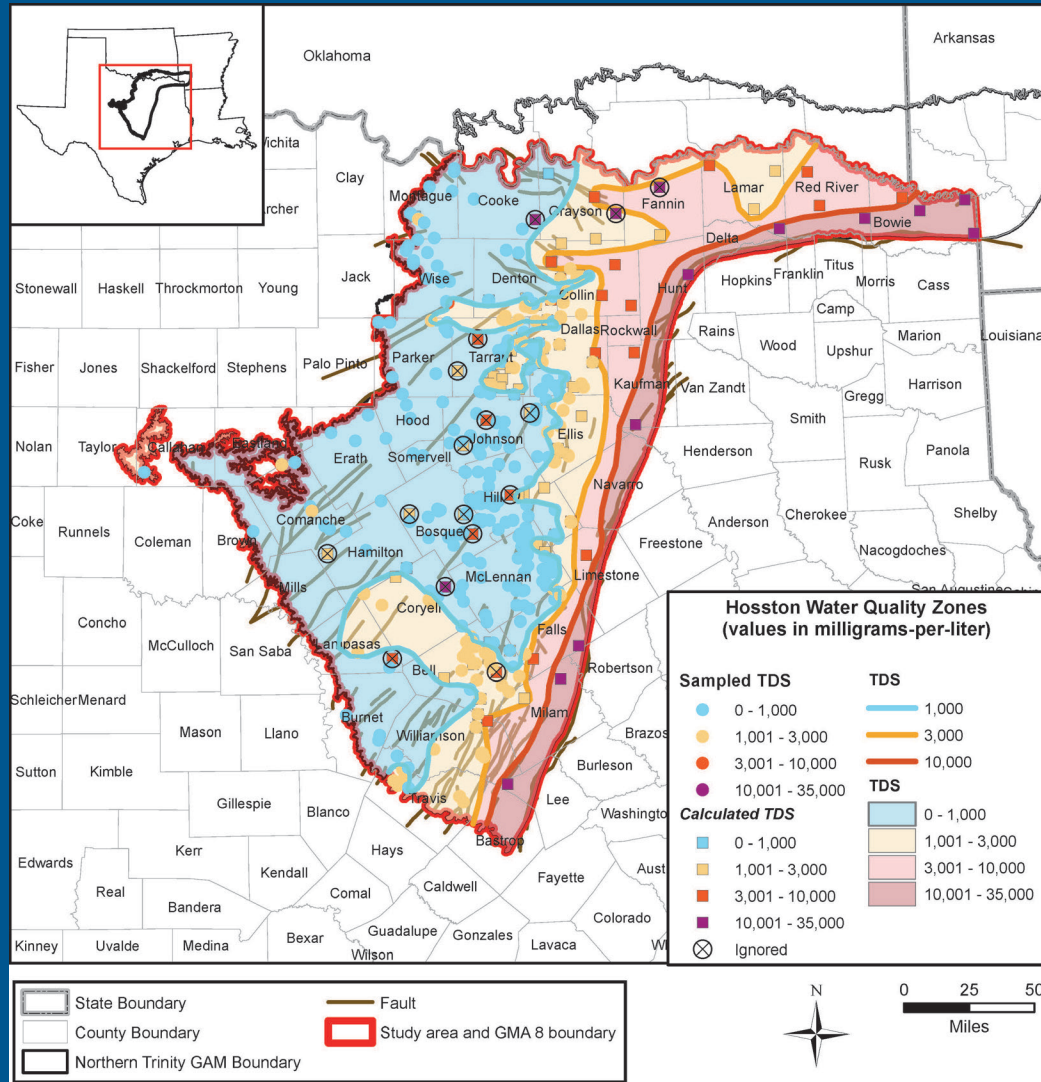 Oklahoma
Arkansas
Clay
Montague
Cooke
Grayson
Fannin
Lamar
Red River
Bowie
Delta
Jack
Wise
Denton
Collin
Hunt
Hopkins
Franklin
Titus
Morris
Cass
Stonewall
Haskell
Throckmorton
Young
Camp
Dallas
Rockwall
Rains
Wood
Upshur
Marion
Louisiana
Fisher
Jones
Shackelford
Stephens
Palo Pinto
Parker
Tarrant
Kaufman
Van Zandt
Gregg
Harrison
Nolan
Taylor
Hood
Johnson
Ellis
Smith
Erath
Somervell
Henderson
Rusk
Panola
Navarro
Hill
Coke
Runnels
Coleman
Brown
Comanche
Bosque
Anderson
Cherokee
Shelby
Hamilton
Freestone
Nacogdoches
Mills
McLennan
Limestone
Concho
McCulloch
San Saba
Coryell
Falls
Bell
Robertson
Schleicher
Menard
Mason
Llano
Burnet
Williamson
Milam
Sutton
Kimble
Burleson
Gillespie
Blanco
Travis
Lee
Bastrop
Edwards
Kerr
Hays
Fayette
Real
Kendall
Comal
Caldwell
Bandera
Colorado
Kinney
Uvalde
Medina
Bexar
Guadalupe
Gonzales
Lavaca
Wilson
Hosston Water Quality Zones
(values in milligrams-per-liter)
Sampled TDS
0 - 1,000
1,001 - 3,000
3,001 - 10,000
10,001 - 35,000
Calculated TDS
0 - 1,000
1,001 - 3,000
3,001 - 10,000
10,001 - 35,000
Ignored
TDS
1,000
3,000
10,000
TDS
0 - 1,000
1,001 - 3,000
3,001 - 10,000
10,001 - 35,000
State Boundary
County Boundary
Northern Trinity GAM Boundary
Fault
Study area and GMA 8 boundary
N
0 25 50
Miles